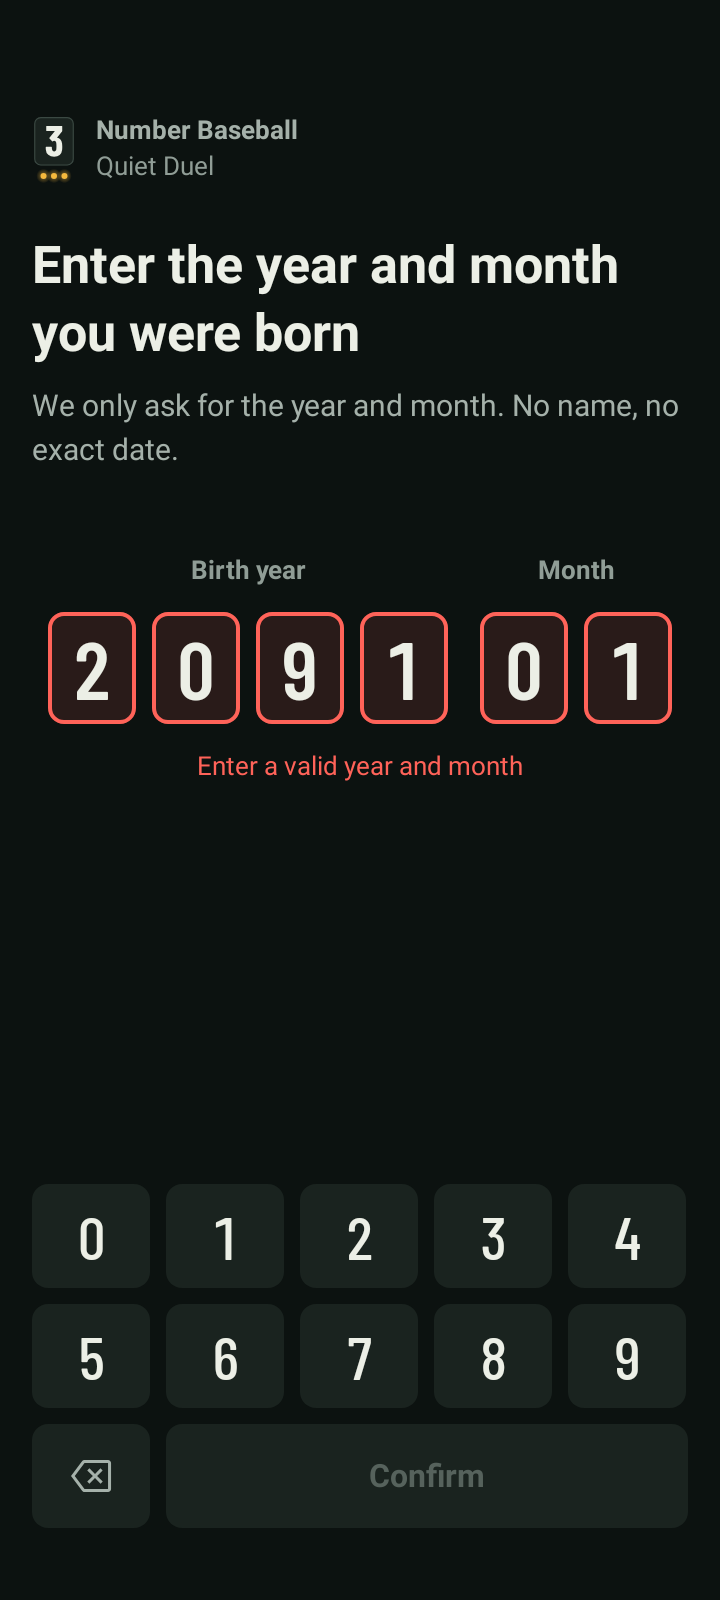 3
Number Baseball
Quiet Duel
Enter the year and month
you were born
We only ask for the year and month. No name, no
exact date.
Birth year Month
2 0 9 1 0 1
Enter a valid year and month
0 1 2 3 4
5 6 7 8 9
Confirm